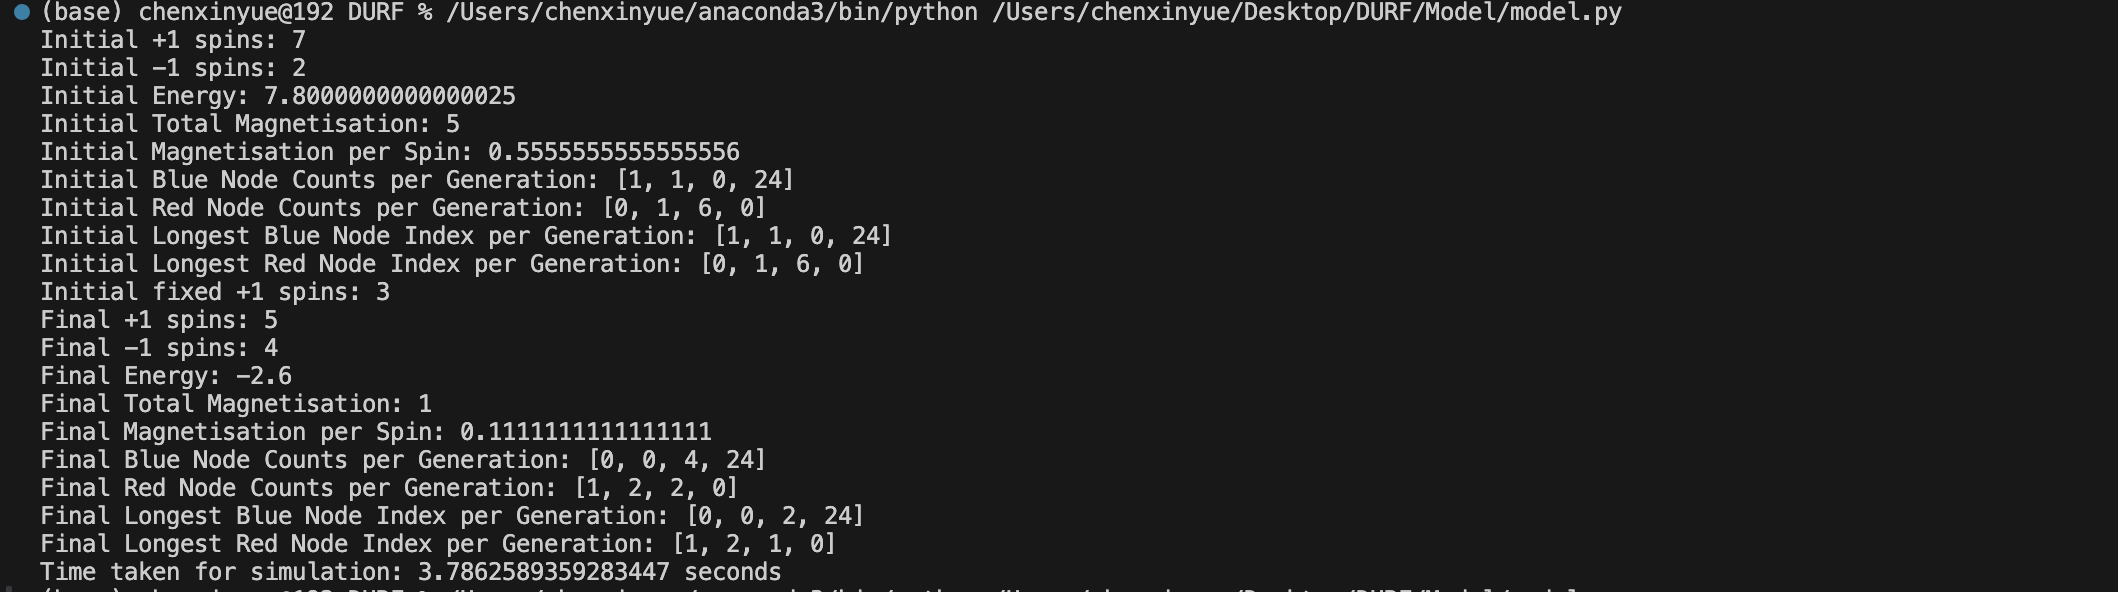 (base) chenxinyue@192 DURF % /Users/chenxinyue/anaconda3/bin/python /Users/chenxinyue/Desktop/DURF/Model/model.py
Initial +1 spins: 7
Initial −1 spins: 2
Initial Energy: 7.8000000000000025
Initial Total Magnetisation: 5
Initial Magnetisation per Spin: 0.5555555555555556
Initial Blue Node Counts per Generation: [1, 1, 0, 24]
Initial Red Node Counts per Generation: [0, 1, 6, 0]
Initial Longest Blue Node Index per Generation: [1, 1, 0, 24]
Initial Longest Red Node Index per Generation: [0, 1, 6, 0]
Initial fixed +1 spins: 3
Final +1 spins: 5
Final −1 spins: 4
Final Energy: −2.6
Final Total Magnetisation: 1
Final Magnetisation per Spin: 0.1111111111111111
Final Blue Node Counts per Generation: [0, 0, 4, 24]
Final Red Node Counts per Generation: [1, 2, 2, 0]
Final Longest Blue Node Index per Generation: [0, 0, 2, 24]
Final Longest Red Node Index per Generation: [1, 2, 1, 0]
Time taken for simulation: 3.7862589359283447 seconds